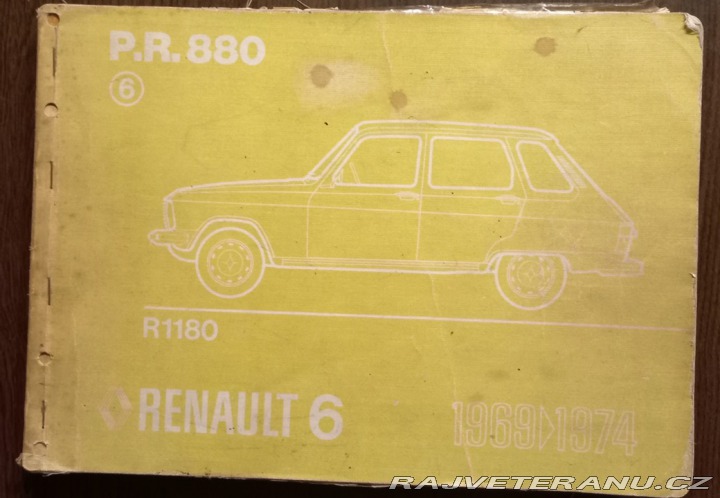 P.R. 880
6
R1180
RENAULT 6
1969▷1974
RAJVETERANU.CZ